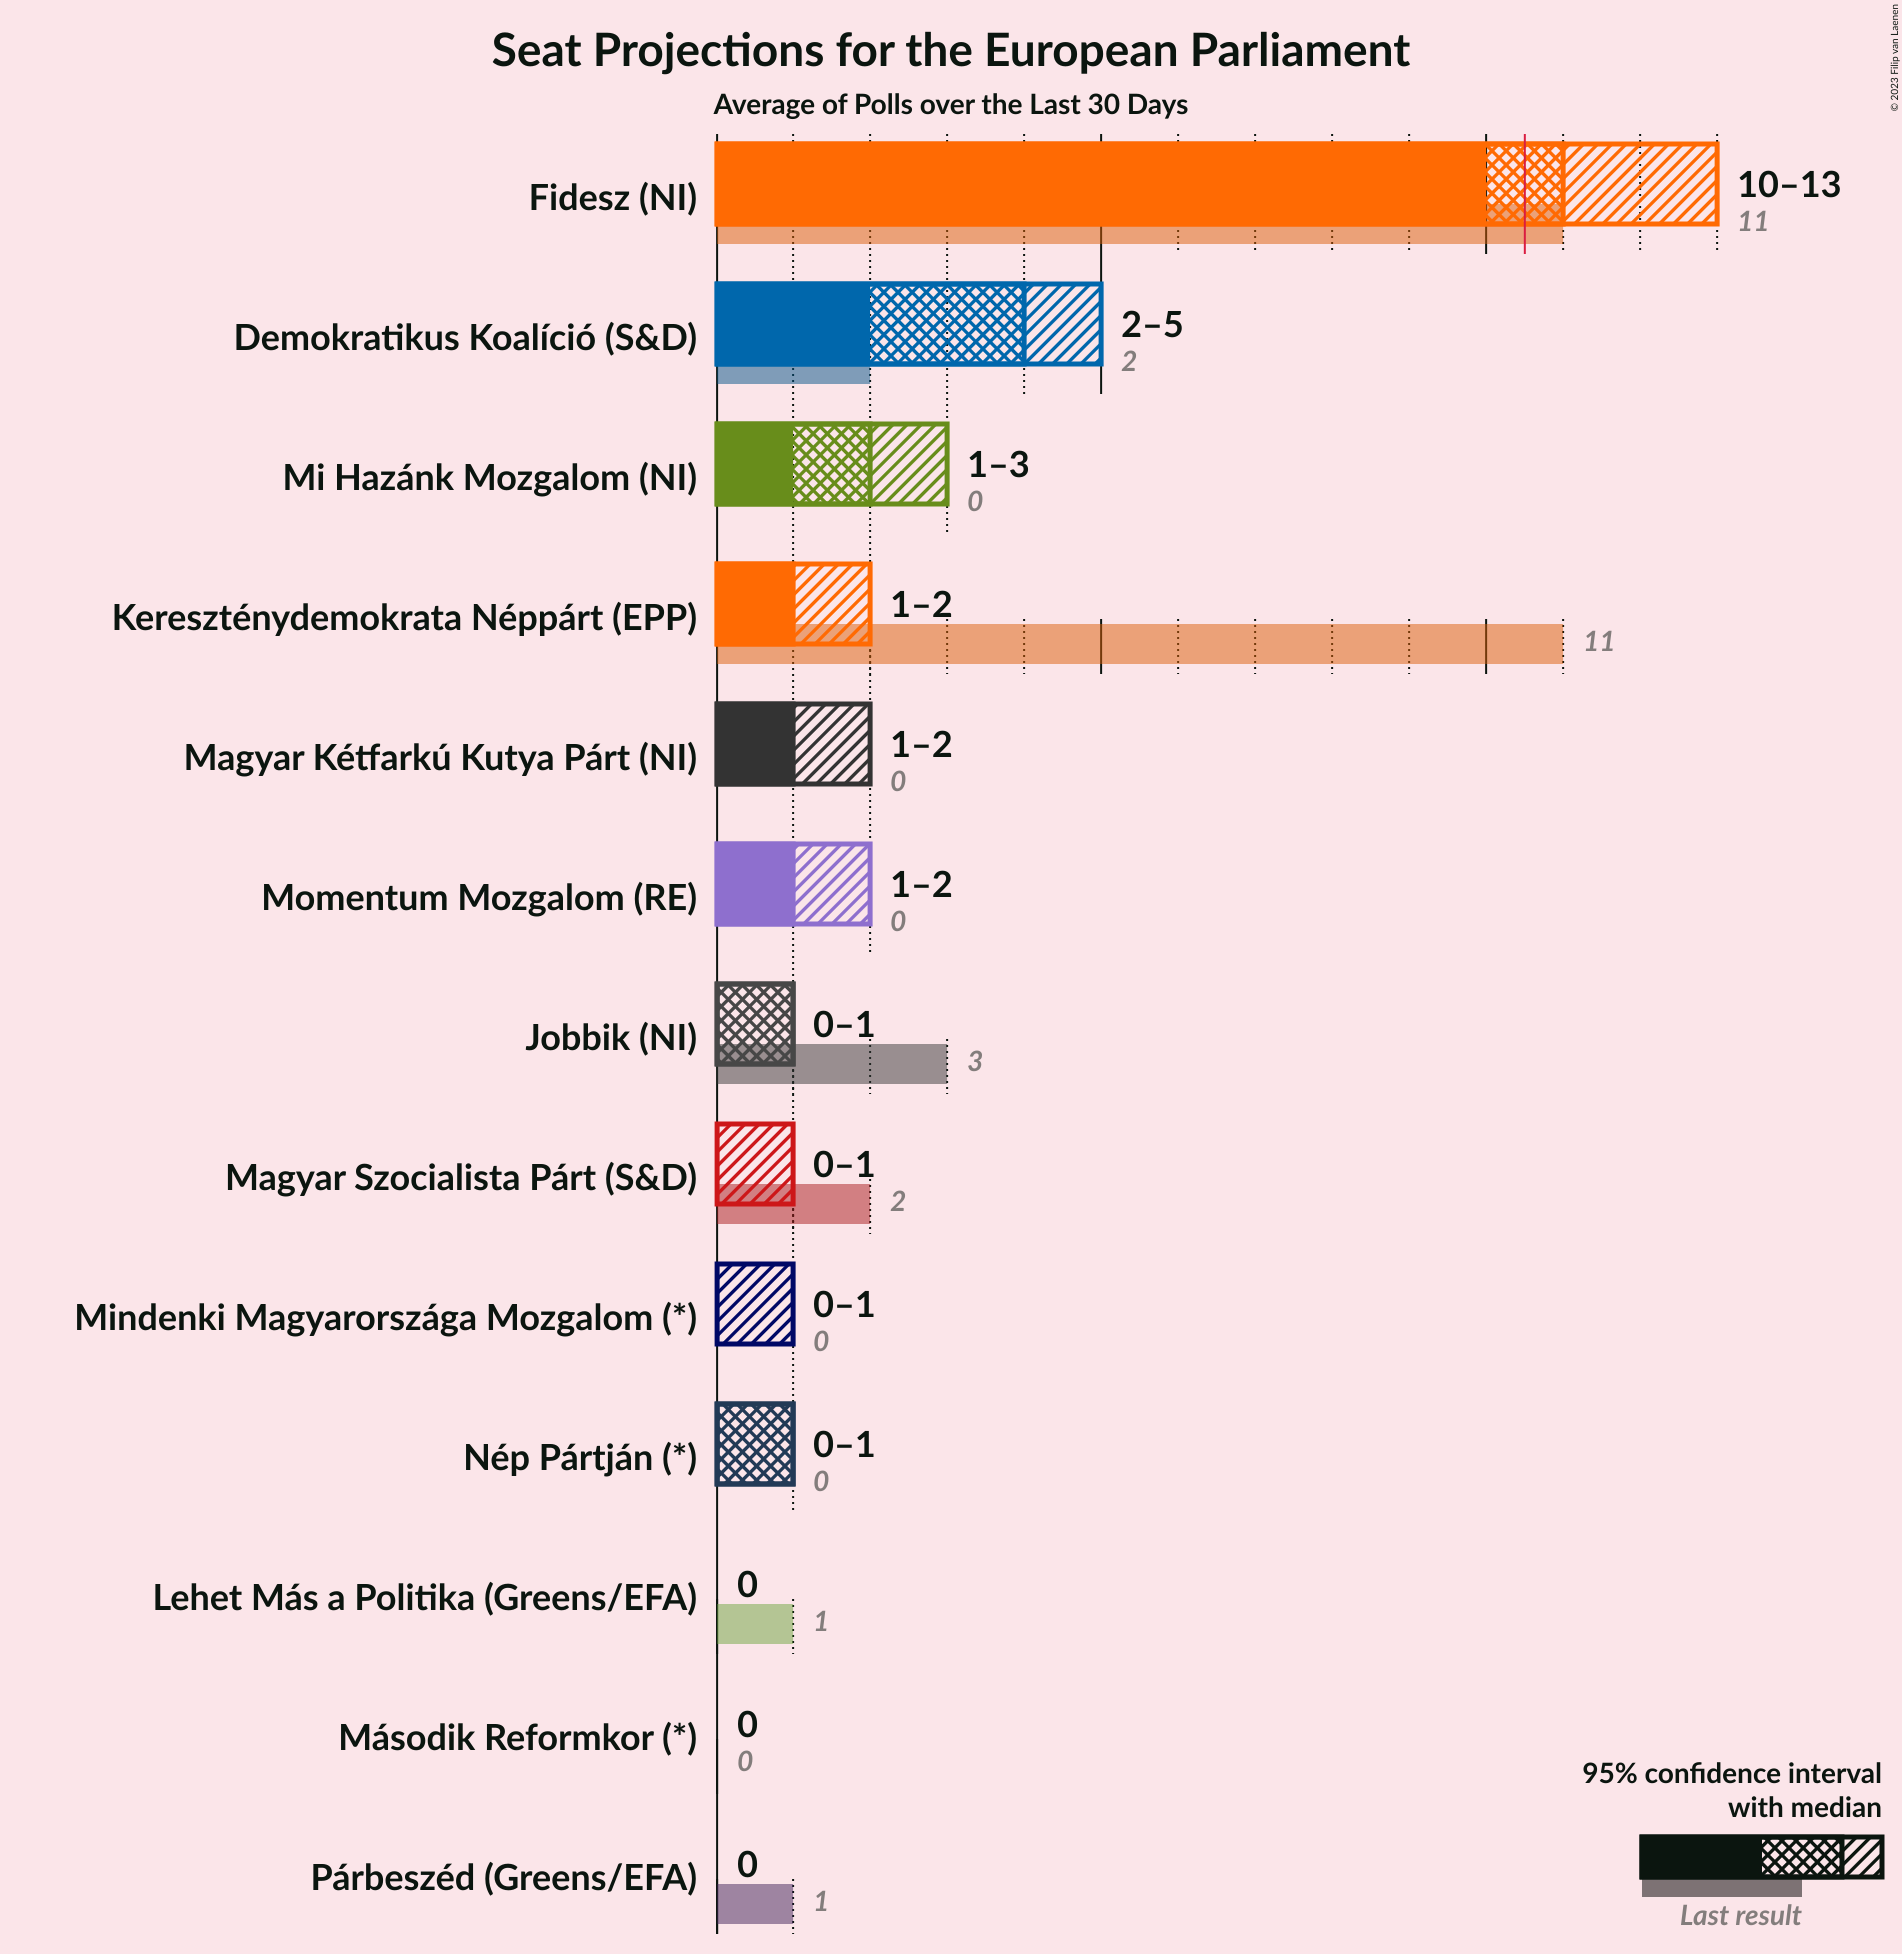 Seat Projections for the European Parliament
Average of Polls over the Last 30 Days
© 2023 Filip van Laenen
Fidesz (NI)
10–13
11
Demokratikus Koalíció (S&D)
2–5
2
Mi Hazánk Mozgalom (NI)
1–3
0
Kereszténydemokrata Néppárt (EPP)
1–2
11
Magyar Kétfarkú Kutya Párt (NI)
1–2
0
Momentum Mozgalom (RE)
1–2
0
Jobbik (NI)
0–1
3
Magyar Szocialista Párt (S&D)
0–1
2
Mindenki Magyarországa Mozgalom (*)
0–1
0
Nép Pártján (*)
0–1
0
Lehet Más a Politika (Greens/EFA)
0
1
Második Reformkor (*)
0
0
Párbeszéd (Greens/EFA)
0
1
95% confidence interval
with median
Last result